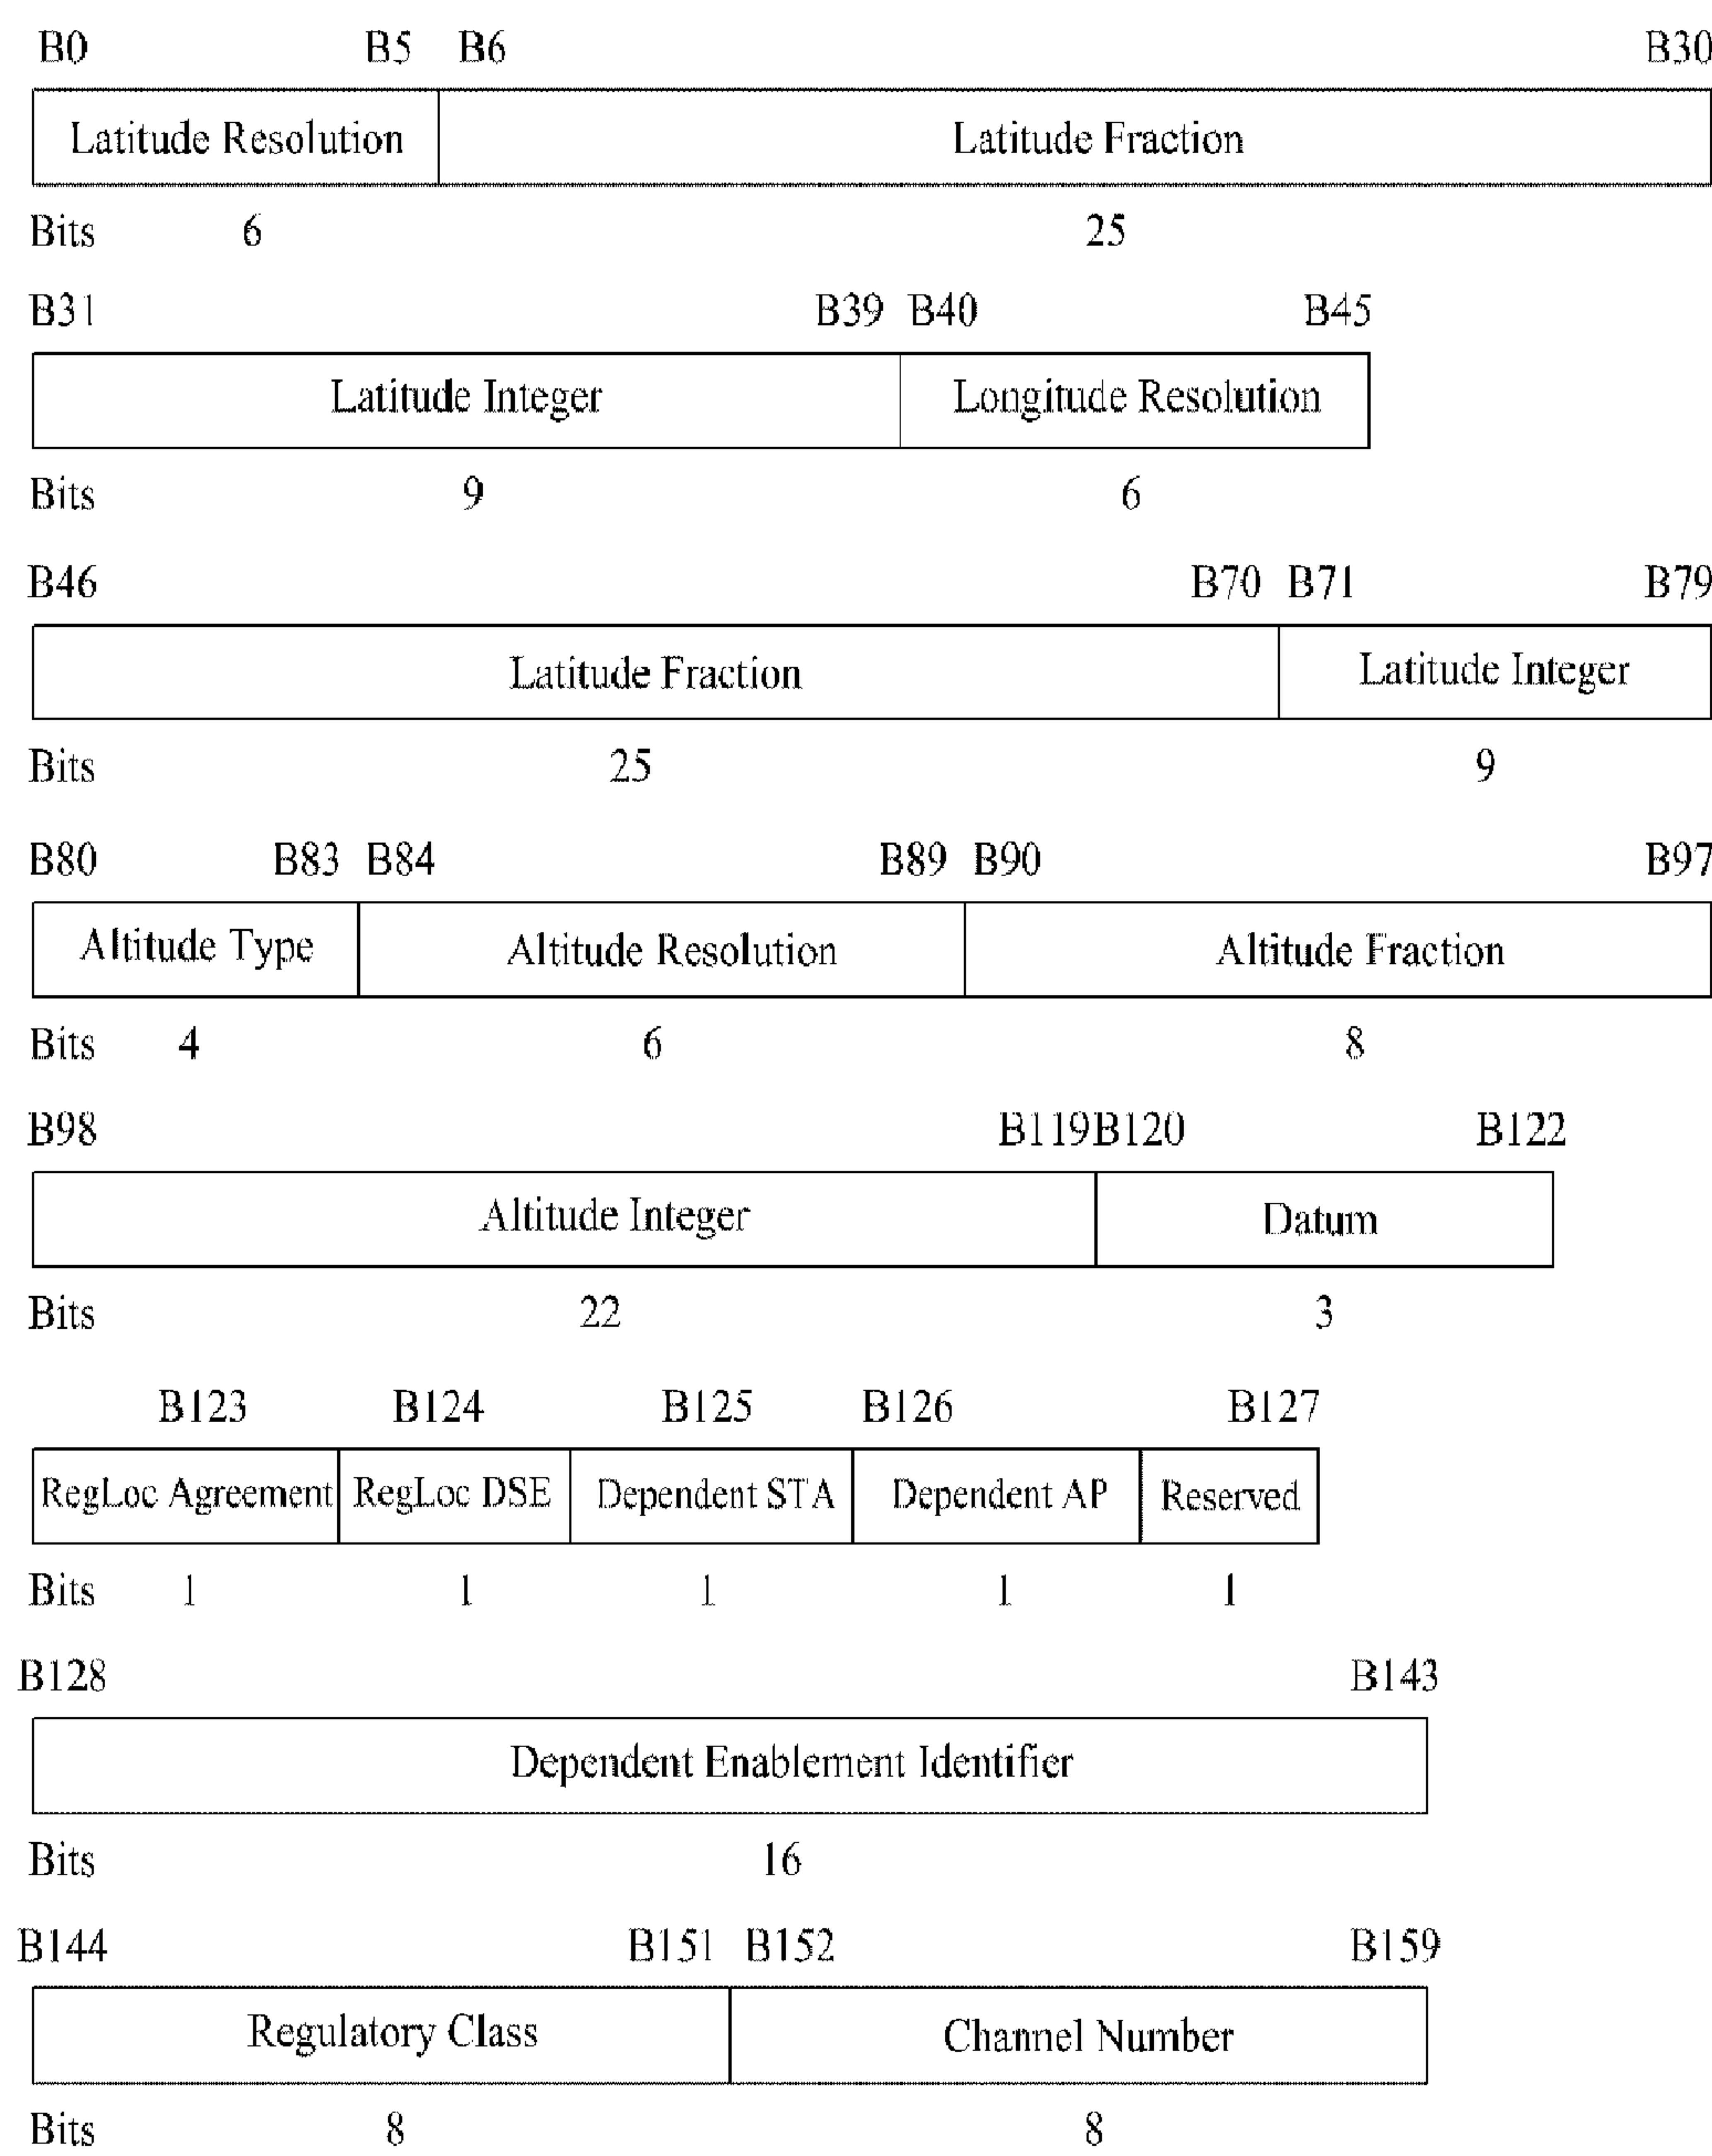 B0 B5 B6 B30
Latitude Resolution Latitude Fraction
Bits 6 25
B31 B39 B40 B45
Latitude Integer Longitude Resolution
Bits 9 6
B46 B70 B71 B79
Latitude Fraction Latitude Integer
Bits 25 9
B80 B83 B84 B89 B90 B97
Altitude Type Altitude Resolution Altitude Fraction
Bits 4 6 8
B98 B119 B120 B122
Altitude Integer Datum
Bits 22 3
B123 B124 B125 B126 B127
RegLoc Agreement RegLoc DSE Dependent STA Dependent AP Reserved
Bits 1 1 1 1 1
B128 B143
Dependent Enablement Identifier
Bits 16
B144 B151 B152 B159
Regulatory Class Channel Number
Bits 8 8